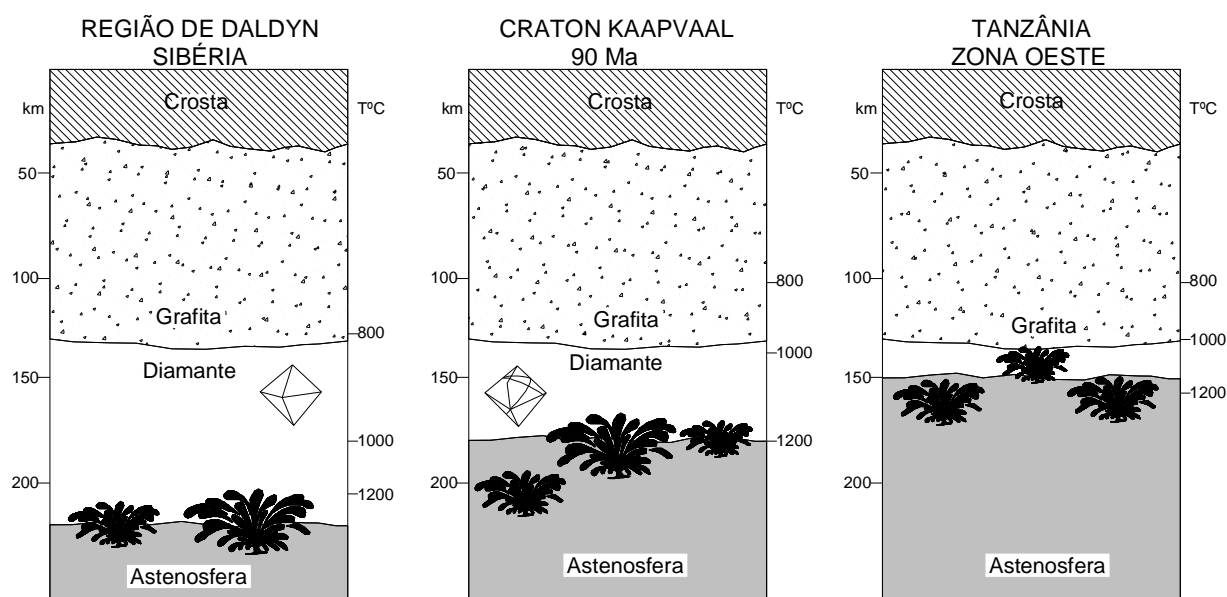 REGIÃO DE DALDYN
SIBÉRIA
km
TºC
Crosta
50
100
Grafita
800
Diamante
150
1000
200
1200
Astenosfera
CRATON KAAPVAAL
90 Ma
km
TºC
Crosta
50
100
800
Grafita
1000
Diamante
150
1200
200
Astenosfera
TANZÂNIA
ZONA OESTE
km
TºC
Crosta
50
100
800
Grafita
1000
150
1200
200
Astenosfera